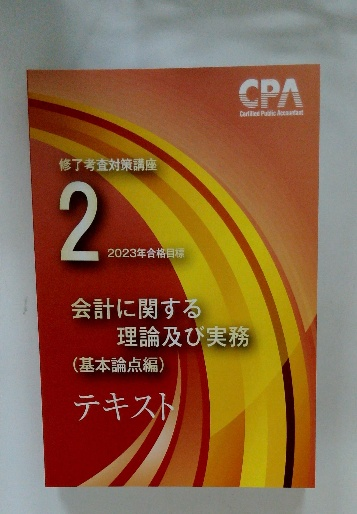 CPA
Certified Public Accountant
修了考査対策講座
2
2023年合格目標
会計に関する
理論及び実務
(基本論点編)
テキスト